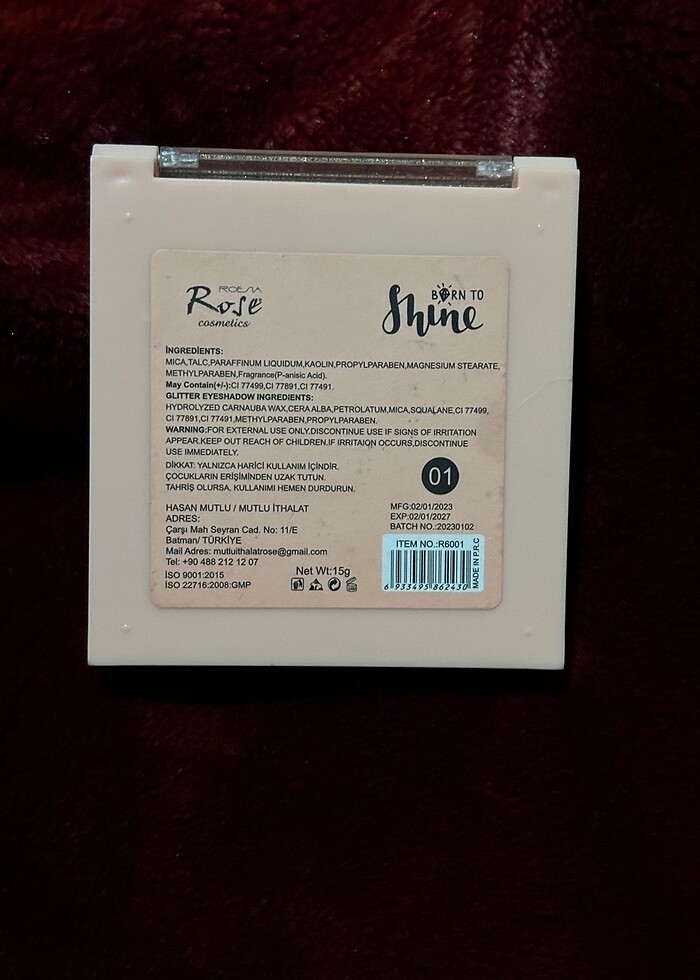 ROESIA
Rose
cosmetics
BORN TO
Shine
İNGREDİENTS:
MICA,TALC,PARAFFINUM LIQUIDUM,KAOLIN,PROPYLPARABEN,MAGNESIUM STEARATE,
METHYLPARABEN,Fragrance(P-anisic Acid).
May Contain(+/-):CI 77499,CI 77891,CI 77491.
GLITTER EYESHADOW INGREDIENTS:
HYDROLYZED CARNAUBA WAX,CERA ALBA,PETROLATUM,MICA,SQUALANE,CI 77499,
CI 77891,CI 77491,METHYLPARABEN,PROPYLPARABEN.
WARNING:FOR EXTERNAL USE ONLY.DISCONTINUE USE IF SIGNS OF IRRITATION
APPEAR.KEEP OUT REACH OF CHILDREN.IF IRRITAION OCCURS,DISCONTINUE
USE IMMEDIATELY.
DİKKAT: YALNIZCA HARİCİ KULLANIM İÇİNDİR.
ÇOCUKLARIN ERİŞİMİNDEN UZAK TUTUN.
TAHRİŞ OLURSA, KULLANIMI HEMEN DURDURUN.
01
HASAN MUTLU / MUTLU İTHALAT
ADRES:
Çarşı Mah Seyran Cad. No: 11/E
Batman/ TÜRKİYE
Mail Adres: mutluithalatrose@gmail.com
Tel: +90 488 212 12 07
İSO 9001:2015
İSO 22716:2008:GMP
Net Wt:15g
MFG:02/01/2023
EXP:02/01/2027
BATCH NO.:20230102
ITEM NO.:R6001
6 933495 862430
MADE IN P.R.C